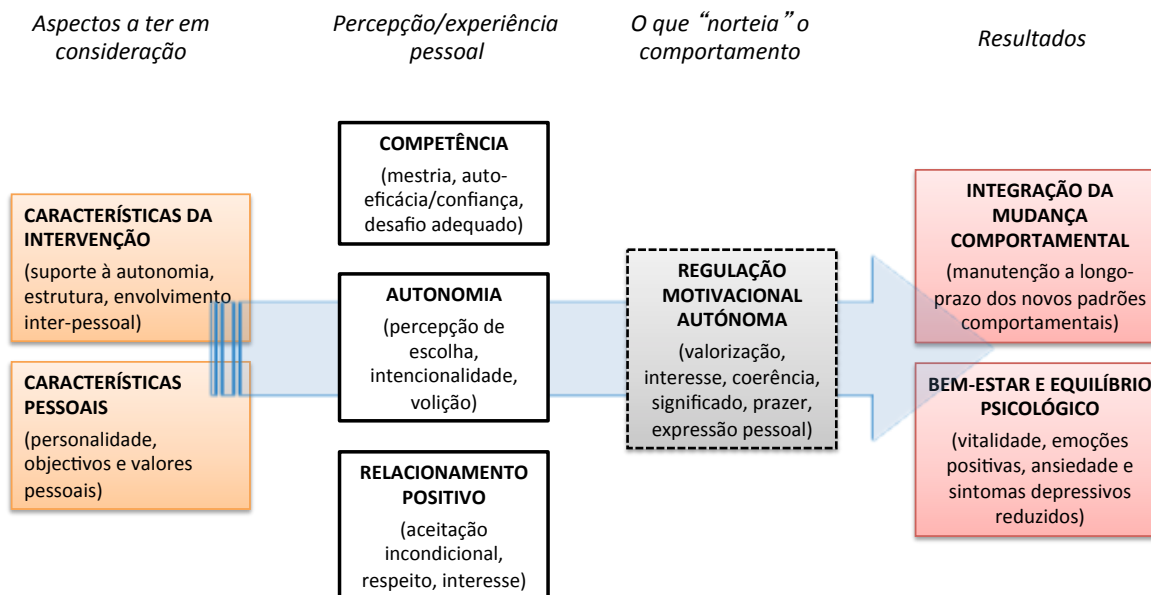 Aspectos a ter em
consideração
Percepção/experiência
pessoal
O que “norteia” o
comportamento
Resultados
CARACTERÍSTICAS DA
INTERVENÇÃO
(suporte à autonomia,
estrutura, envolvimento
inter-pessoal)
CARACTERÍSTICAS
PESSOAIS
(personalidade,
objectivos e valores
pessoais)
COMPETÊNCIA
(mestria, auto-
eficácia/confiança,
desafio adequado)
AUTONOMIA
(percepção de
escolha,
intencionalidade,
volição)
RELACIONAMENTO
POSITIVO
(aceitação
incondicional,
respeito, interesse)
REGULAÇÃO
MOTIVACIONAL
AUTÓNOMA
(valorização,
interesse, coerência,
significado, prazer,
expressão pessoal)
INTEGRAÇÃO DA
MUDANÇA
COMPORTAMENTAL
(manutenção a longo-
prazo dos novos padrões
comportamentais)
BEM-ESTAR E EQUILÍBRIO
PSICOLÓGICO
(vitalidade, emoções
positivas, ansiedade e
sintomas depressivos
reduzidos)